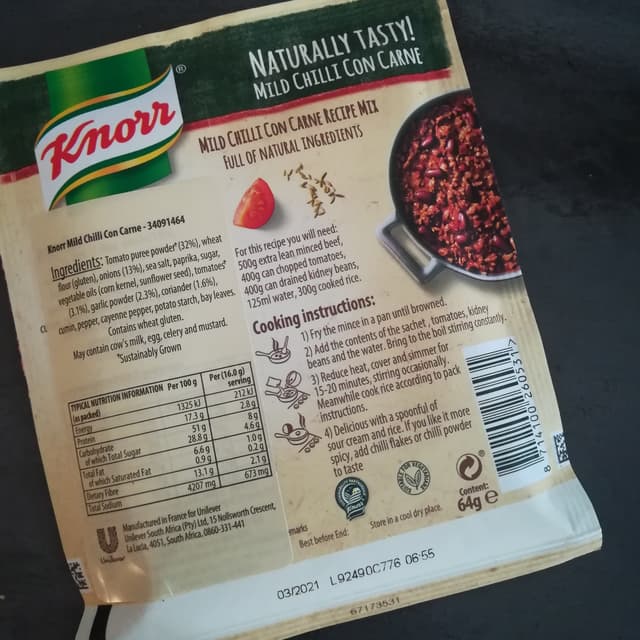 NATURALLY TASTY!
MILD CHILLI CON CARNE
Knorr®
MILD CHILLI CON CARNE RECIPE MIX
FULL OF NATURAL INGREDIENTS
Knorr Mild Chilli Con Carne - 34091464
Ingredients: Tomato puree powder* (32%), wheat
flour (gluten), onions (13%), sea salt, paprika, sugar,
vegetable oils (corn kernel, sunflower seed), tomatoes*
(3.1%), garlic powder (2.3%), coriander (1.6%),
cumin, pepper, cayenne pepper, potato starch, bay leaves.
Contains wheat gluten.
May contain cow's milk, egg, celery and mustard.
*Sustainably Grown
TYPICAL NUTRITION INFORMATION Per 100 g Per (16.0 g)
(as packed) serving
Energy 1325 kJ 212 kJ
Protein 17.3 g 2.8 g
Carbohydrate 51 g 8 g
of which Total Sugar 28.8 g 4.6 g
Total Fat 6.6 g 1.0 g
of which Saturated Fat 0.9 g 0.2 g
Dietary Fibre 13.1 g 2.1 g
Total Sodium 4207 mg 673 mg
Unilever
Manufactured in France for Unilever
Unilever South Africa (Pty) Ltd, 15 Nollsworth Crescent,
La Lucia, 4051, South Africa. 0860-331-441
For this recipe you will need:
500g extra lean minced beef,
400g can chopped tomatoes,
400g can drained kidney beans,
125ml water, 300g cooked rice.
Cooking instructions:
1) Fry the mince in a pan until browned.
2) Add the contents of the sachet, tomatoes, kidney
beans and the water. Bring to the boil stirring constantly.
3) Reduce heat, cover and simmer for
15-20 minutes, stirring occasionally.
Meanwhile cook rice according to pack
instructions.
4) Delicious with a spoonful of
sour cream and rice. If you like it more
spicy, add chilli flakes or chilli powder
to taste
SUITABLE FOR VEGETARIANS
Content:
64g e
8 714100 290531
marks
Best before End:
Store in a cool dry place.
03/2021 L92490C776 06:55
67173531